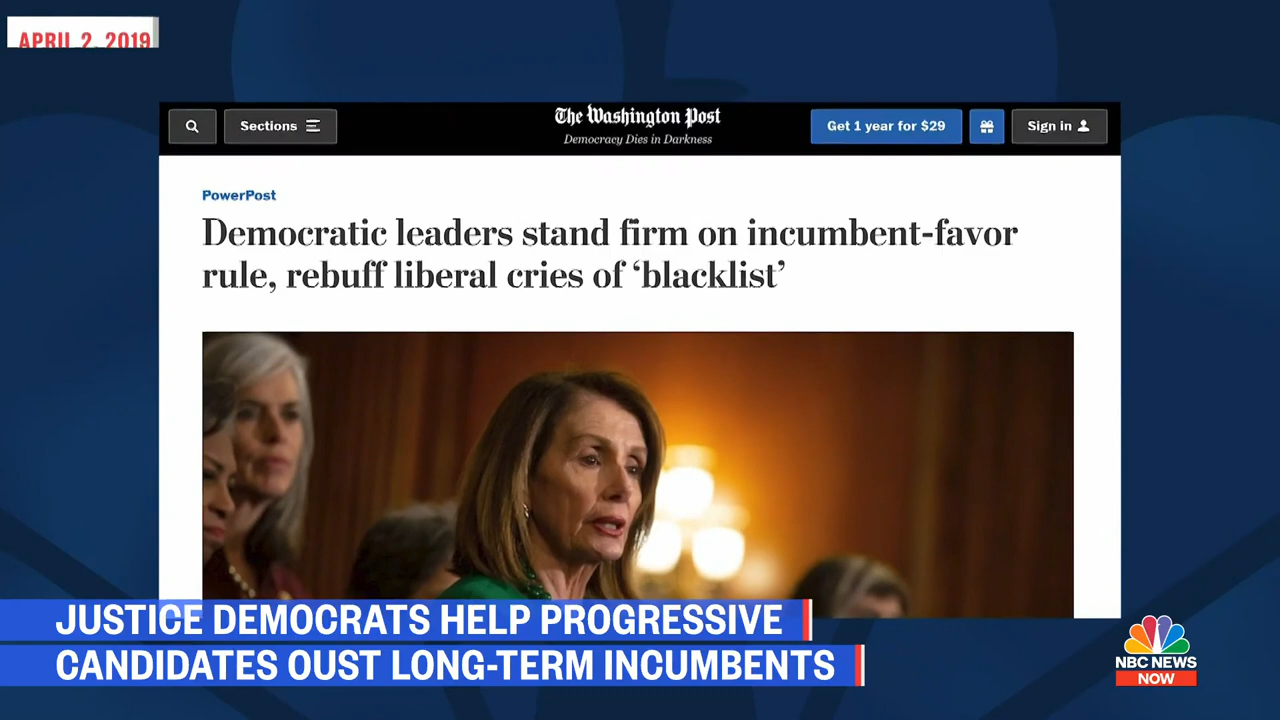 APRIL 2, 2019
Sections
The Washington Post
Democracy Dies in Darkness
Get 1 year for $29
Sign in
PowerPost
Democratic leaders stand firm on incumbent-favor
rule, rebuff liberal cries of ‘blacklist’
JUSTICE DEMOCRATS HELP PROGRESSIVE
CANDIDATES OUST LONG-TERM INCUMBENTS
NBC NEWS
NOW